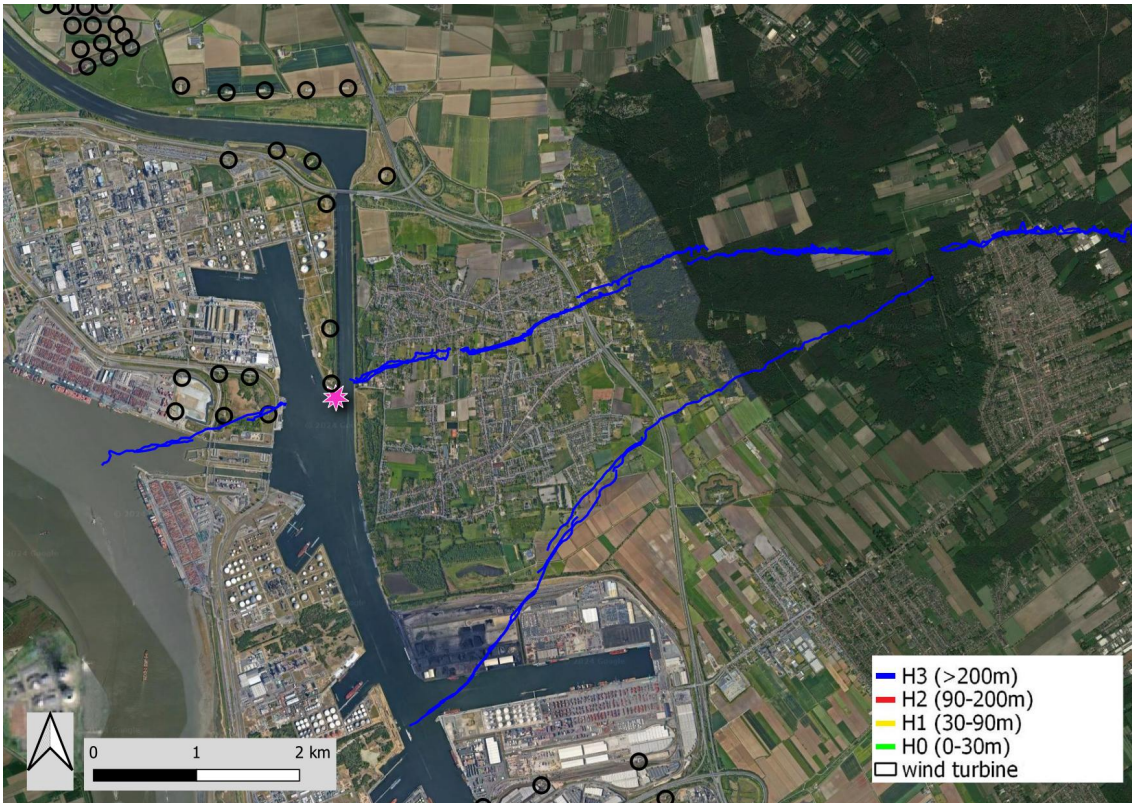 H3 (>200m)
H2 (90-200m)
H1 (30-90m)
H0 (0-30m)
wind turbine
0 1 2 km